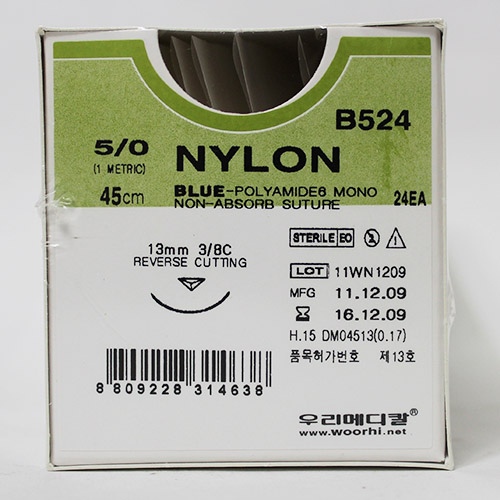 B524
5/0
(1 METRIC)
45cm
NYLON
BLUE-POLYAMIDE6 MONO
NON-ABSORB SUTURE
24EA
13mm 3/8C
REVERSE CUTTING
STERILE EO
LOT 11WN1209
MFG 11.12.09
16.12.09
H.15 DM04513(0.17)
품목허가번호 제13호
8 809228 314638
우리메디칼®
www.woorhi.net